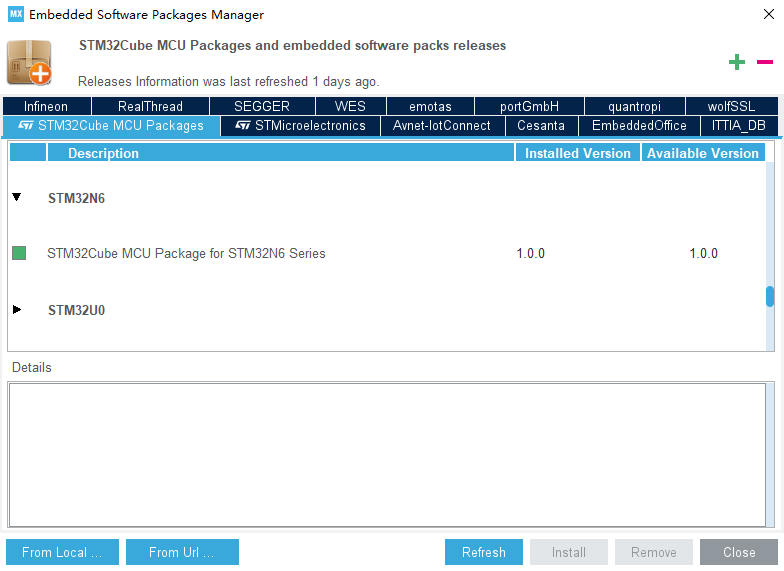 MX Embedded Software Packages Manager
STM32Cube MCU Packages and embedded software packs releases
Releases Information was last refreshed 1 days ago.
Infineon RealThread SEGGER WES emotas portGmbH quantropi wolfSSL
STM32Cube MCU Packages STMicroelectronics Avnet-IotConnect Cesanta EmbeddedOffice ITTIA_DB
Description Installed Version Available Version
STM32N6
STM32Cube MCU Package for STM32N6 Series 1.0.0 1.0.0
STM32U0
Details
From Local ... From Url ... Refresh Install Remove Close